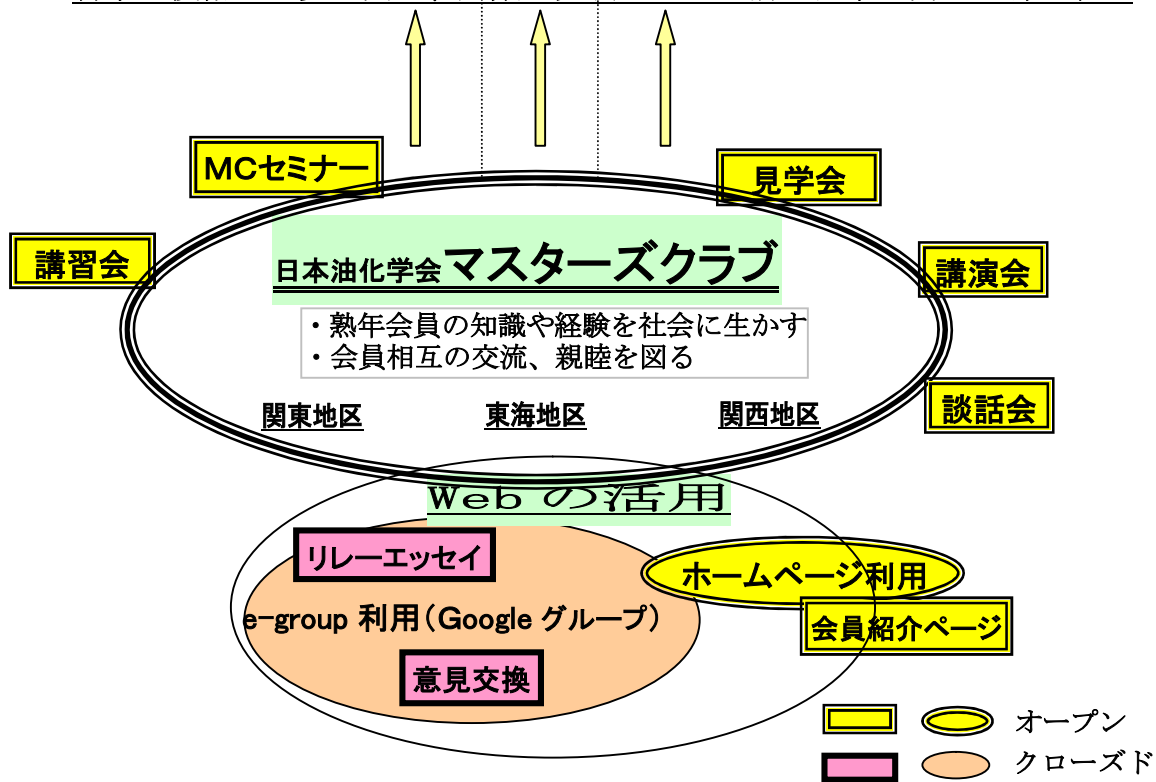 MCセミナー
見学会
講習会
日本油化学会マスターズクラブ
講演会
・熟年会員の知識や経験を社会に生かす
・会員相互の交流、親睦を図る
談話会
関東地区
東海地区
関西地区
Web の活用
リレーエッセイ
ホームページ利用
e-group 利用(Google グループ)
会員紹介ページ
意見交換
オープン
クローズド